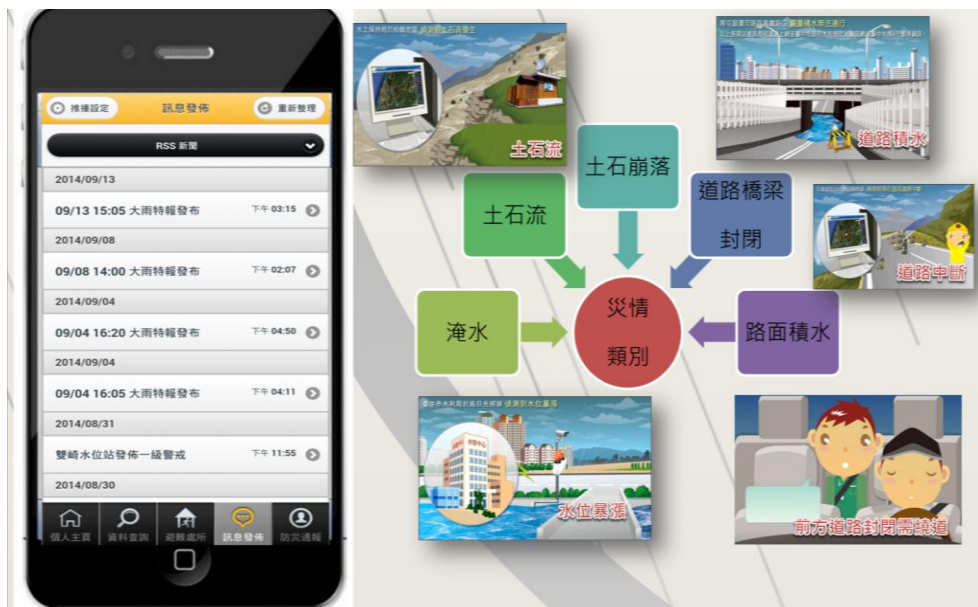 推播設定
訊息發佈
重新整理
RSS 新聞
2014/09/13
09/13 15:05 大雨特報發布
下午 03:15
2014/09/08
09/08 14:00 大雨特報發布
下午 02:07
2014/09/04
09/04 16:20 大雨特報發布
下午 04:50
2014/09/04
09/04 16:05 大雨特報發布
下午 04:11
2014/08/31
雙崎水位站發佈一級警戒
下午 11:55
2014/08/30
個人主頁
資料查詢
避難處所
訊息發佈
防災通報
土石流
道路積水
土石崩落
土石流
道路橋梁
封閉
道路中斷
淹水
災情
類別
路面積水
水位暴漲
前方道路封閉需繞道